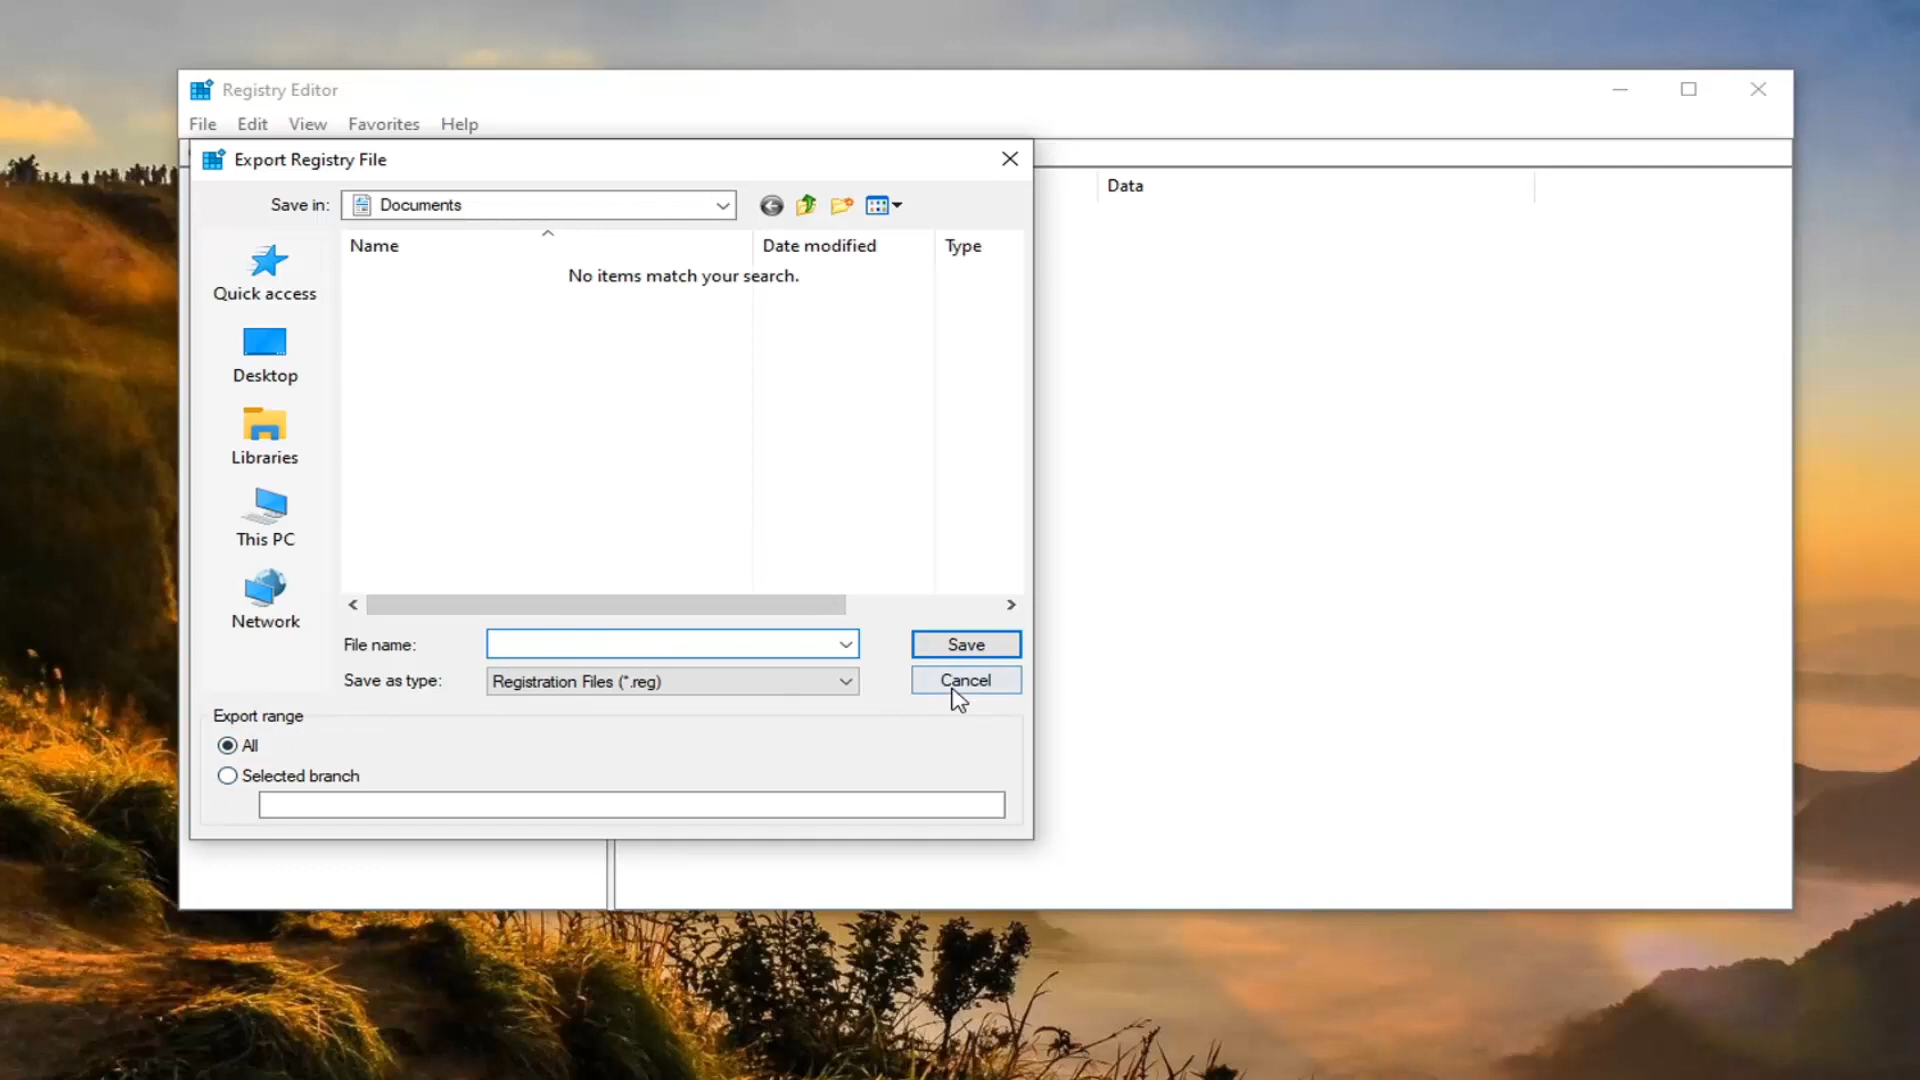 Registry Editor
File Edit View Favorites Help
Export Registry File
Save in: Documents
Data
Name Date modified Type
No items match your search.
Quick access
Desktop
Libraries
This PC
Network
File name: Save
Save as type: Registration Files (*.reg) Cancel
Export range
All
Selected branch